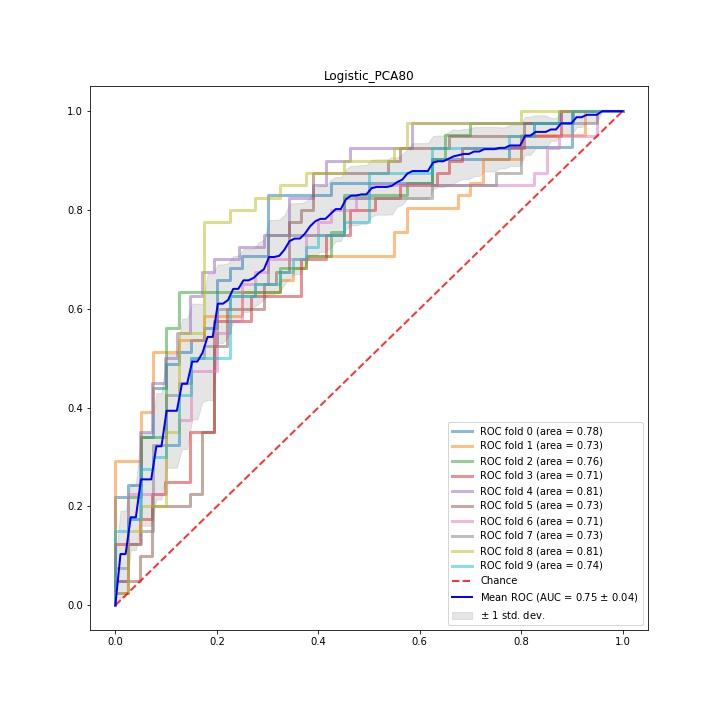 Logistic_PCA80
1.0
0.8
0.6
0.4
0.2
0.0
ROC fold 0 (area = 0.78)
ROC fold 1 (area = 0.73)
ROC fold 2 (area = 0.76)
ROC fold 3 (area = 0.71)
ROC fold 4 (area = 0.81)
ROC fold 5 (area = 0.73)
ROC fold 6 (area = 0.71)
ROC fold 7 (area = 0.73)
ROC fold 8 (area = 0.81)
ROC fold 9 (area = 0.74)
Chance
Mean ROC (AUC = 0.75 ± 0.04)
± 1 std. dev.
0.0 0.2 0.4 0.6 0.8 1.0